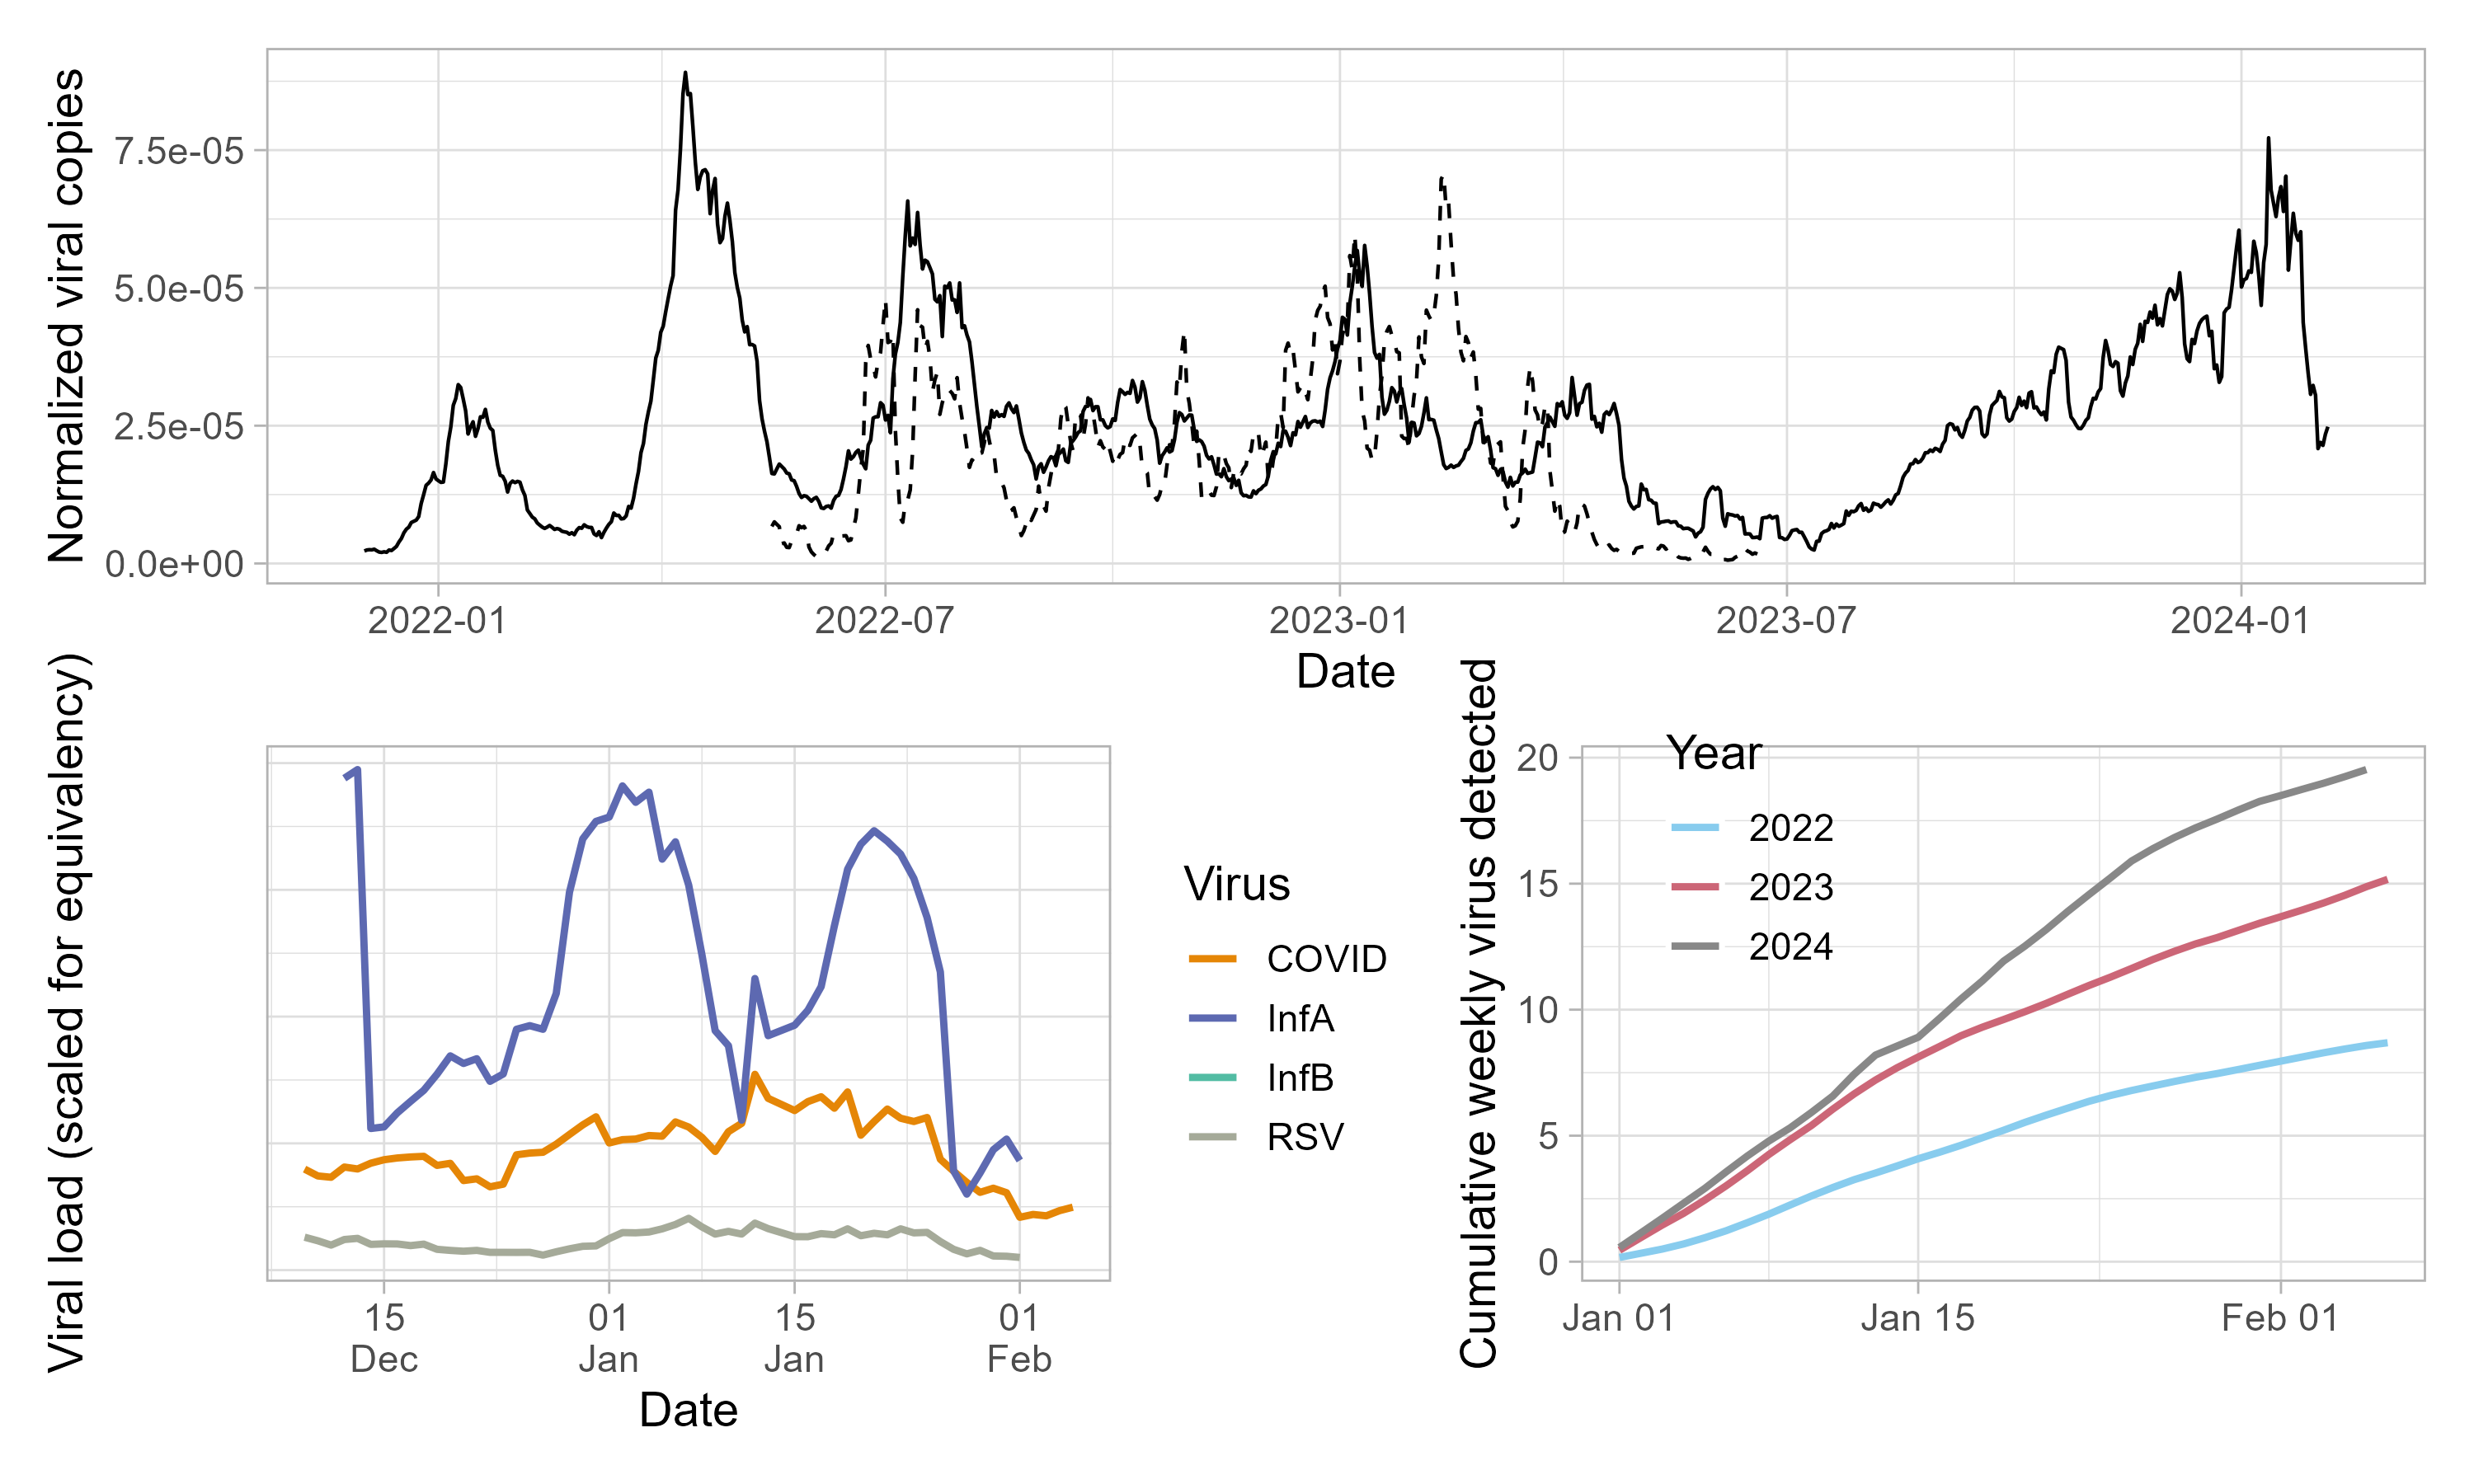 Normalized viral copies
7.5e-05
5.0e-05
2.5e-05
0.0e+00
2022-01
2022-07
2023-01
2023-07
2024-01
Date
Viral load (scaled for equivalency)
15
Dec
01
Jan
15
Jan
01
Feb
Date
Virus
COVID
InfA
InfB
RSV
Cumulative weekly virus detected
20
15
10
5
0
Year
2022
2023
2024
Jan 01
Jan 15
Feb 01